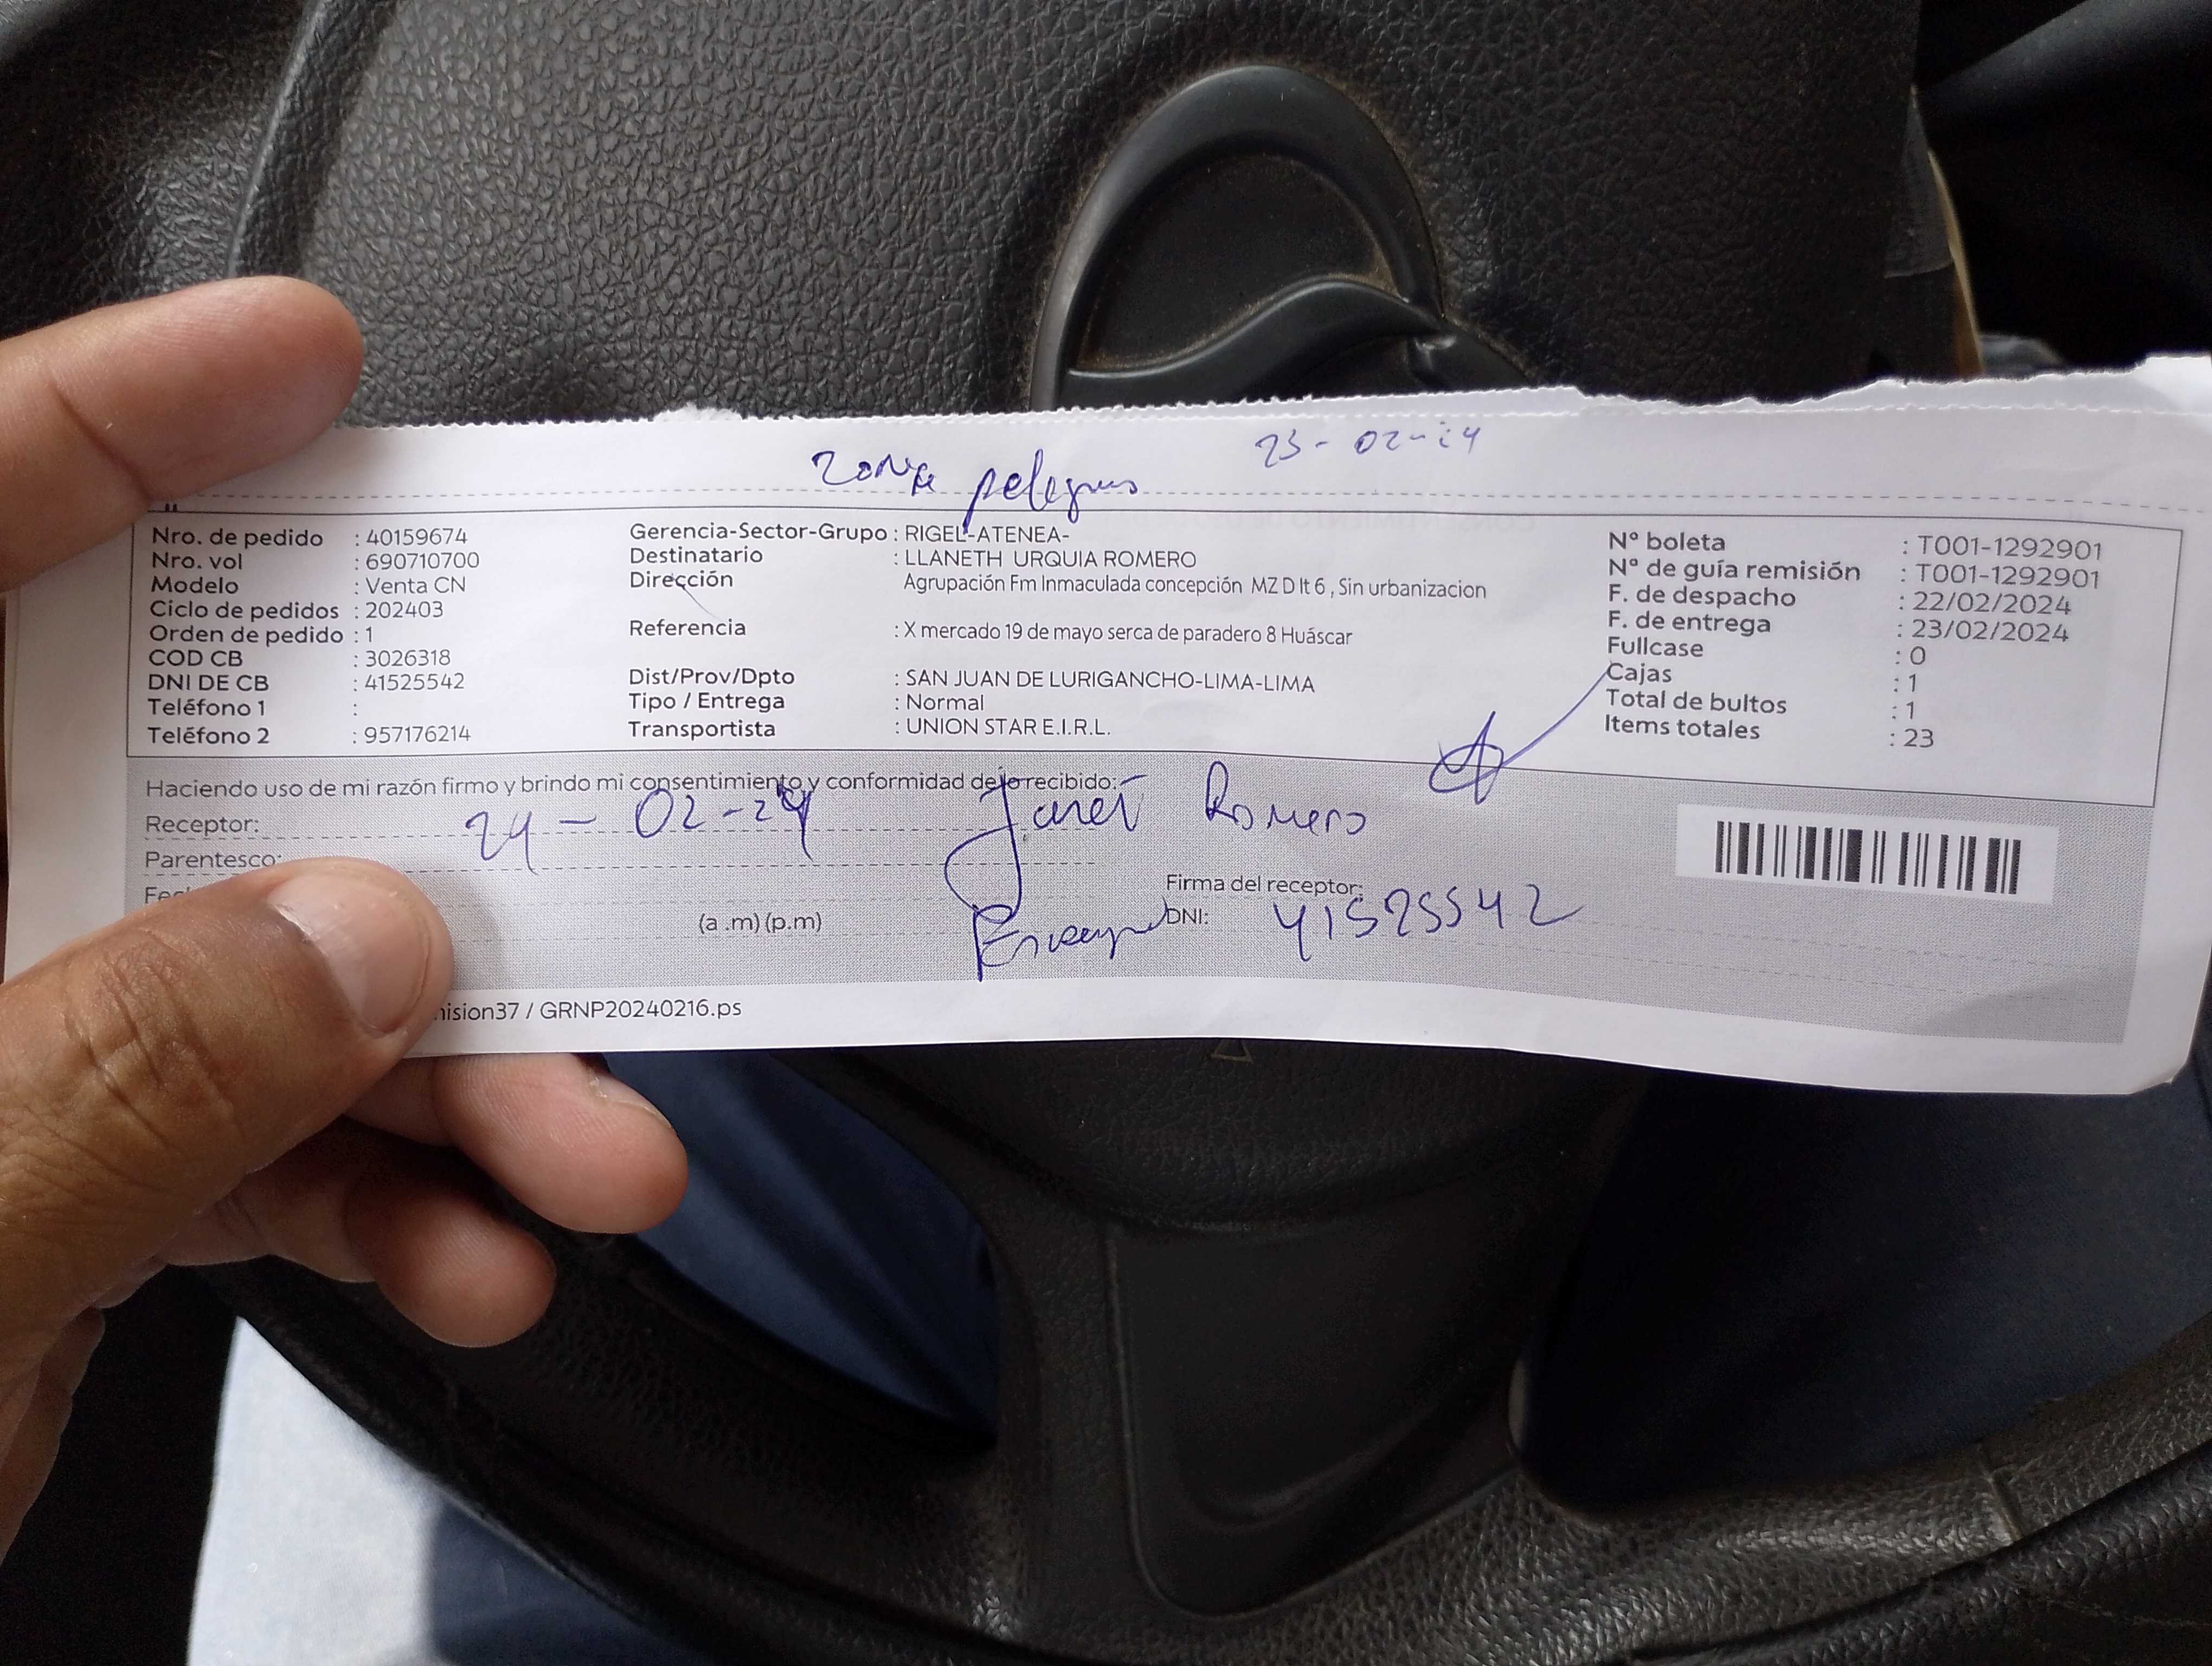 23-02-24
Zona peligrosa
Nro. de pedido : 40159674
Nro. vol : 690710700
Modelo : Venta CN
Ciclo de pedidos : 202403
Orden de pedido : 1
COD CB : 3026318
DNI DE CB : 41525542
Teléfono 1 :
Teléfono 2 : 957176214
Gerencia-Sector-Grupo : RIGEL-ATENEA-
Destinatario : LLANETH URQUIA ROMERO
Dirección Agrupación Fm Inmaculada concepción MZ D lt 6 , Sin urbanizacion
Referencia : X mercado 19 de mayo serca de paradero 8 Huáscar
Dist/Prov/Dpto : SAN JUAN DE LURIGANCHO-LIMA-LIMA
Tipo / Entrega : Normal
Transportista : UNION STAR E.I.R.L.
Nº boleta : T001-1292901
Nº de guía remisión : T001-1292901
F. de despacho : 22/02/2024
F. de entrega : 23/02/2024
Fullcase : 0
Cajas : 1
Total de bultos : 1
Items totales : 23
Haciendo uso de mi razón firmo y brindo mi consentimiento y conformidad de lo recibido:
Receptor: 24-02-24 Janet Romero
Parentesco:
Firma del receptor:
(a .m) (p.m)
DNI: 41525542
ision37 / GRNP20240216.ps